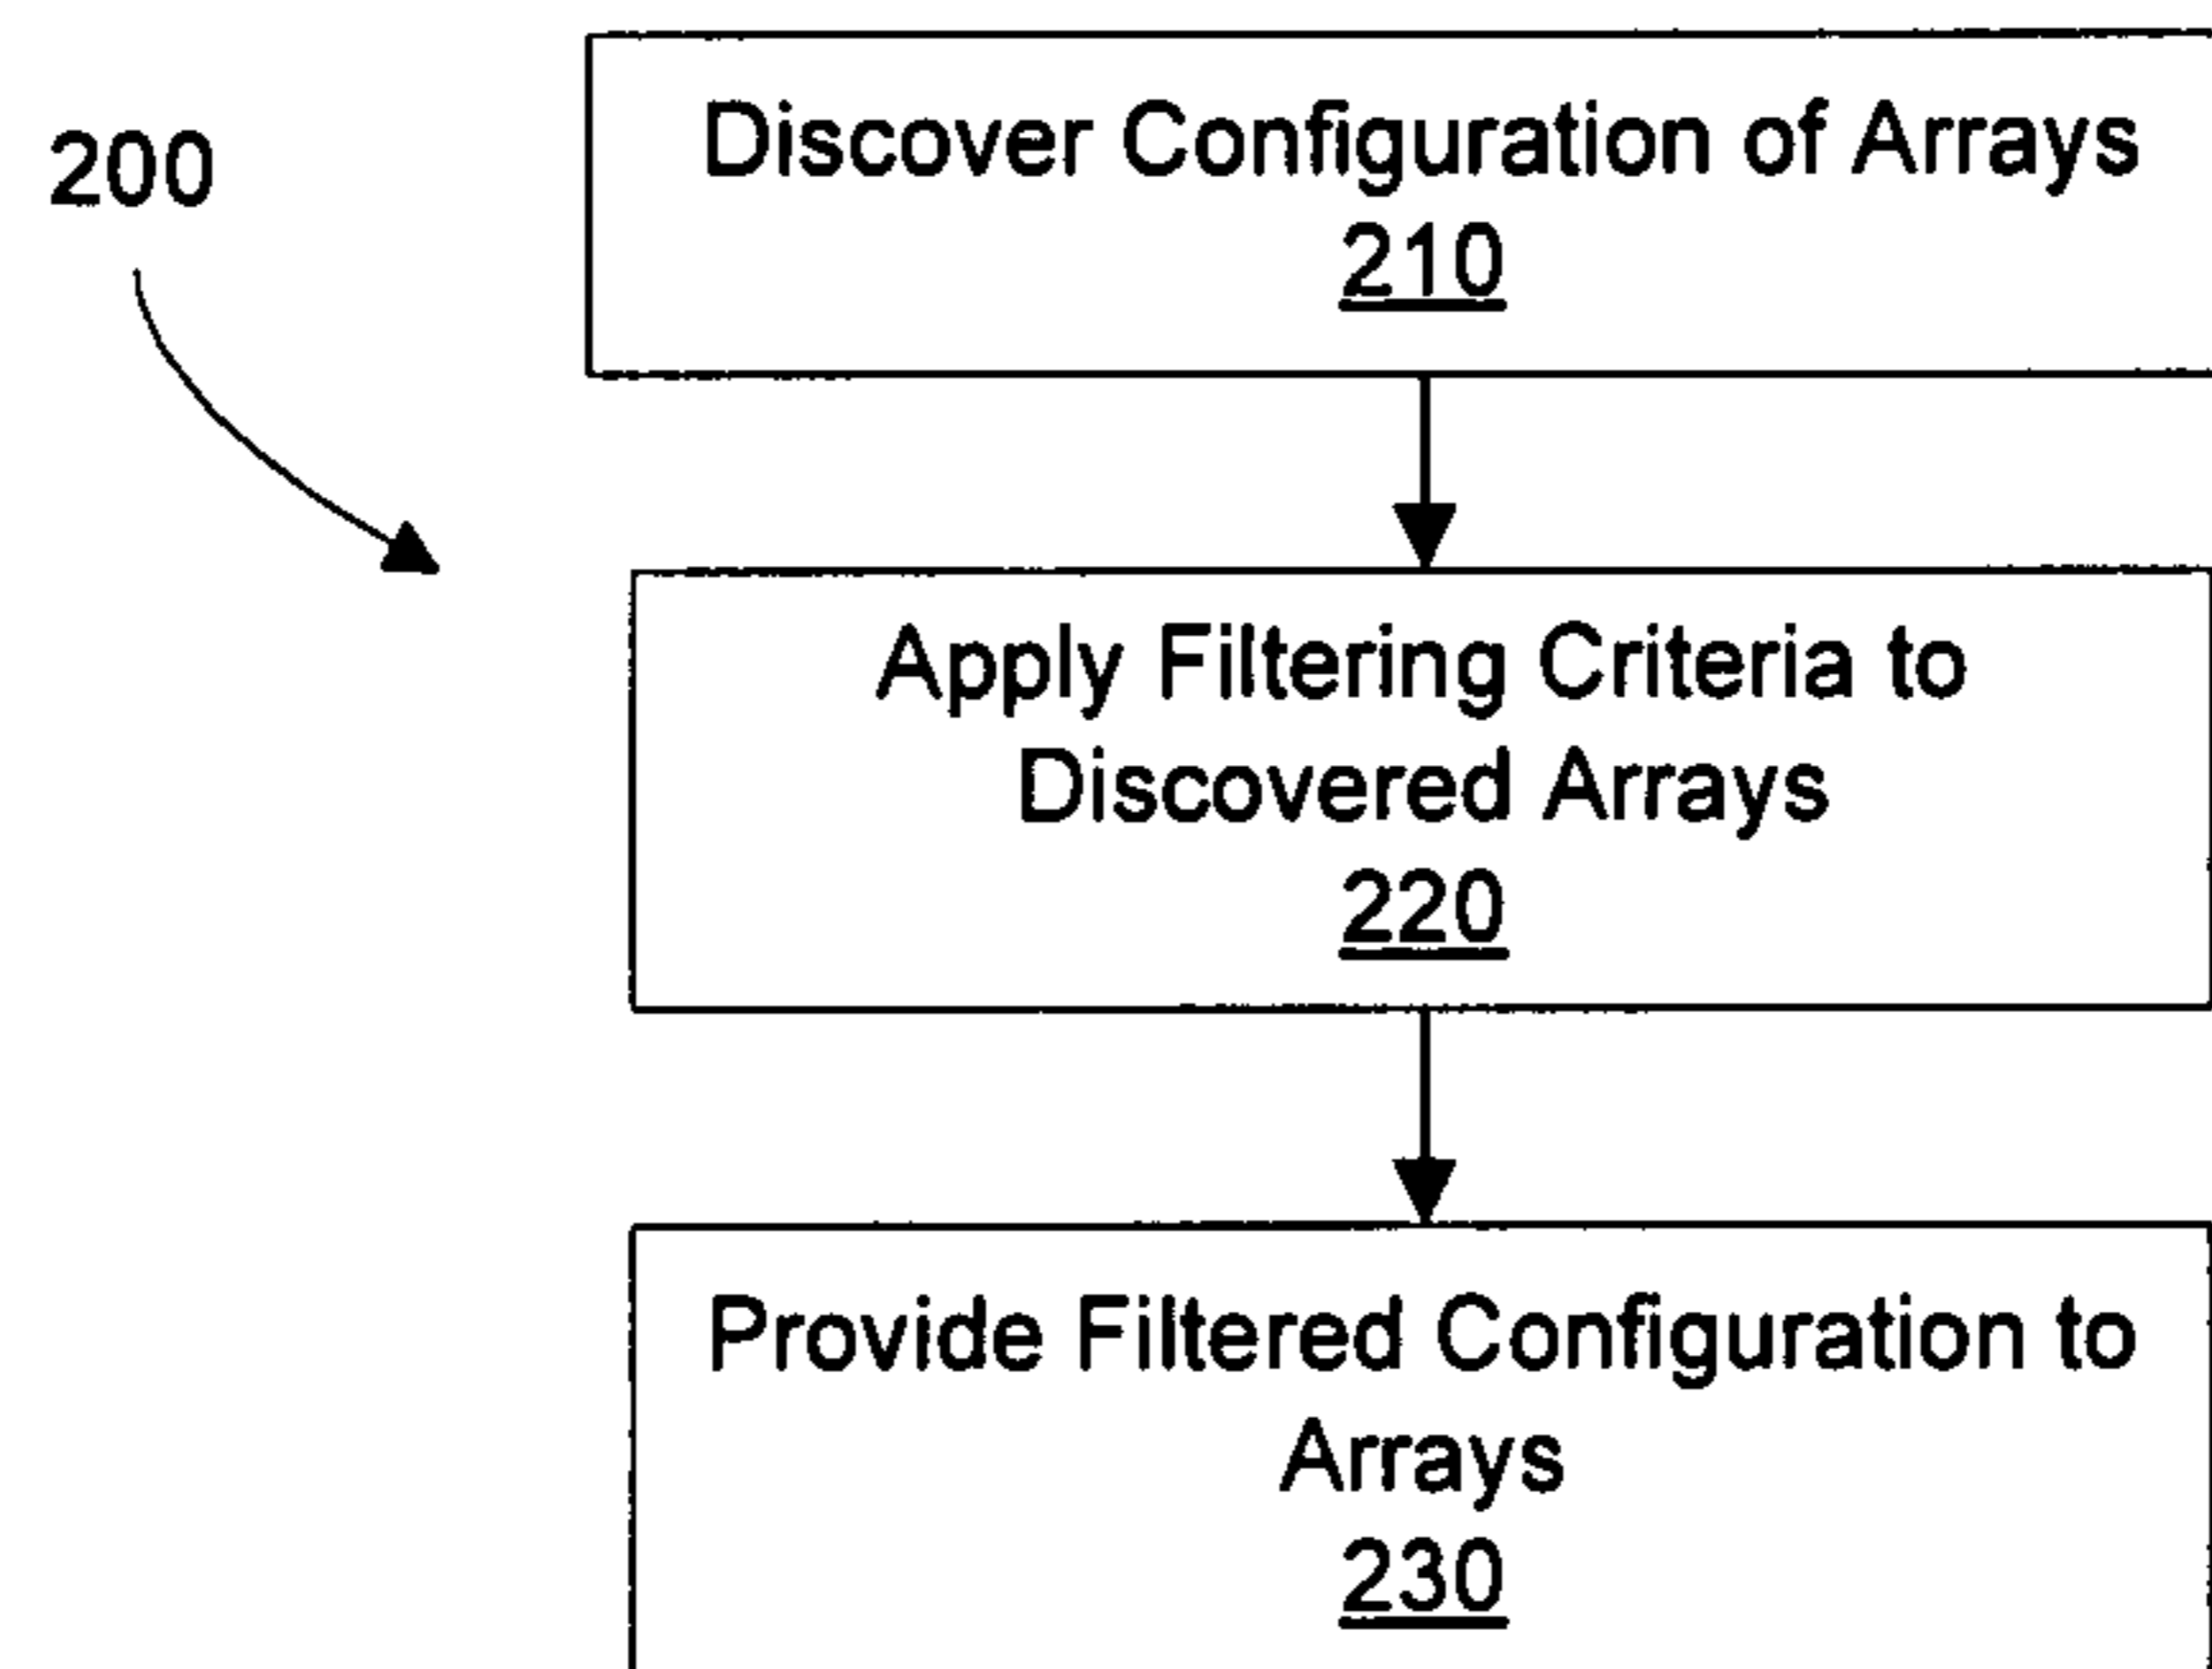 200
Discover Configuration of Arrays
210
Apply Filtering Criteria to
Discovered Arrays
220
Provide Filtered Configuration to
Arrays
230